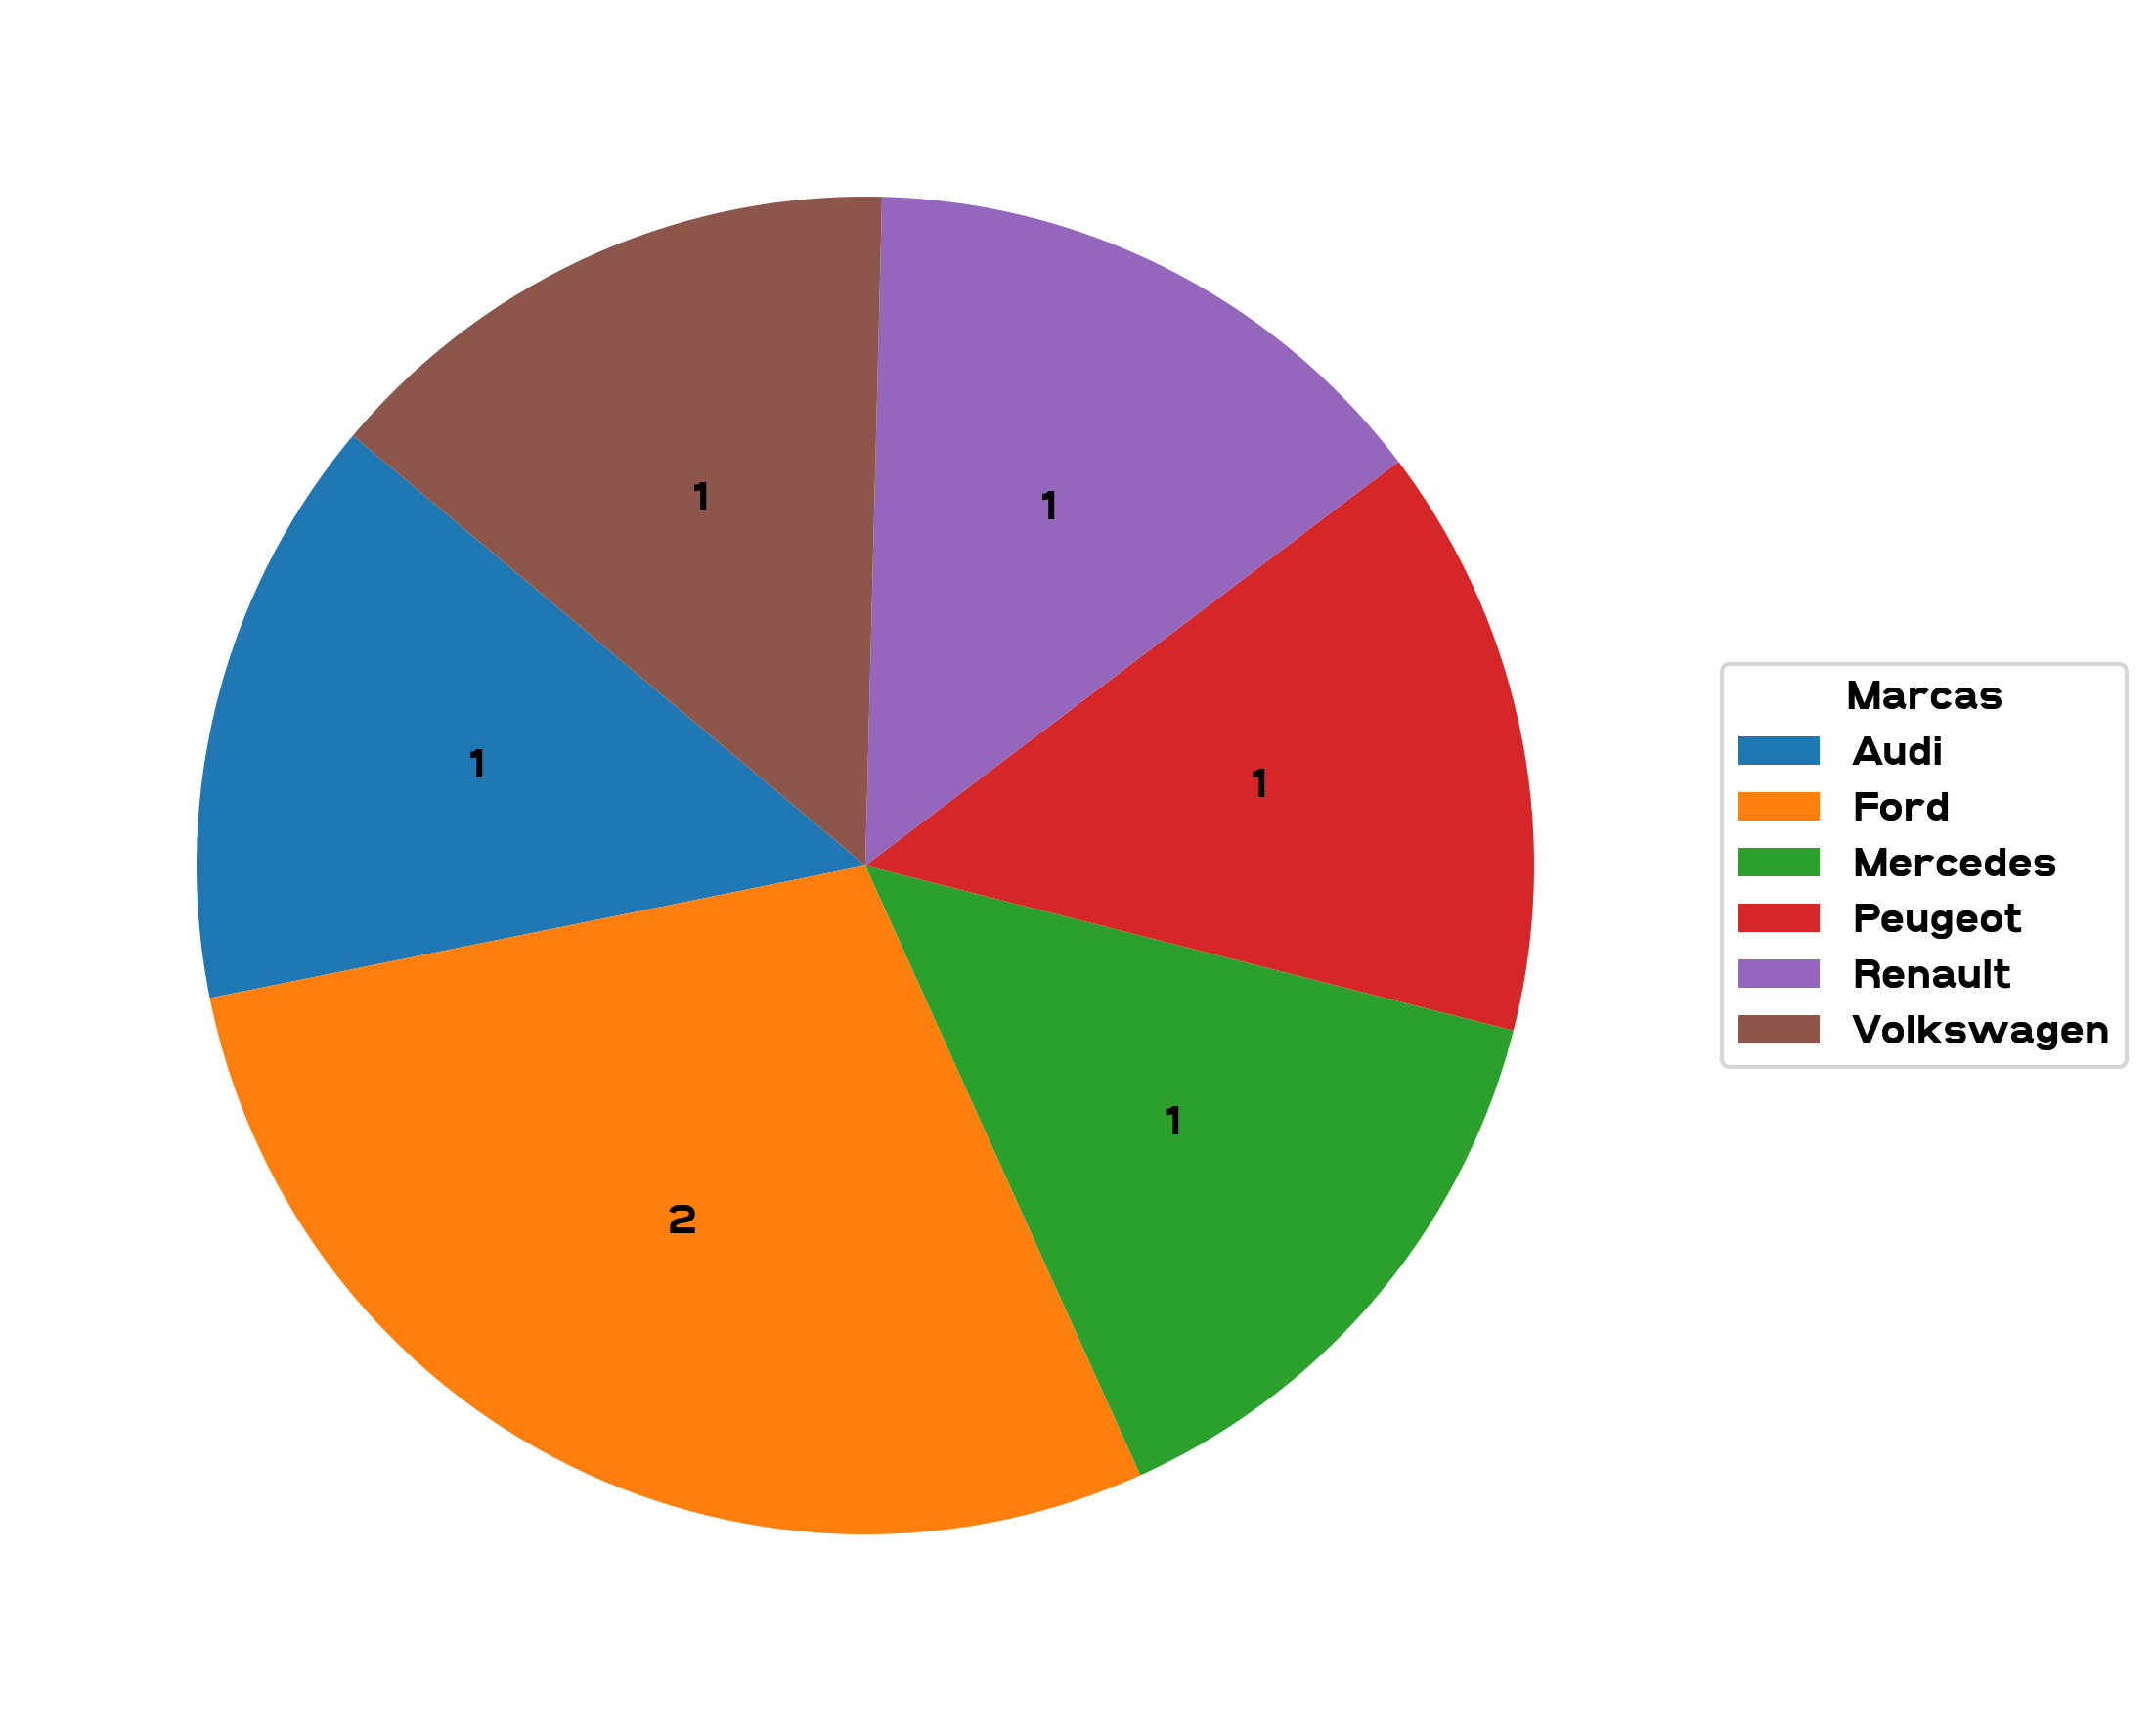 1
1
1
1
1
2
Marcas
Audi
Ford
Mercedes
Peugeot
Renault
Volkswagen